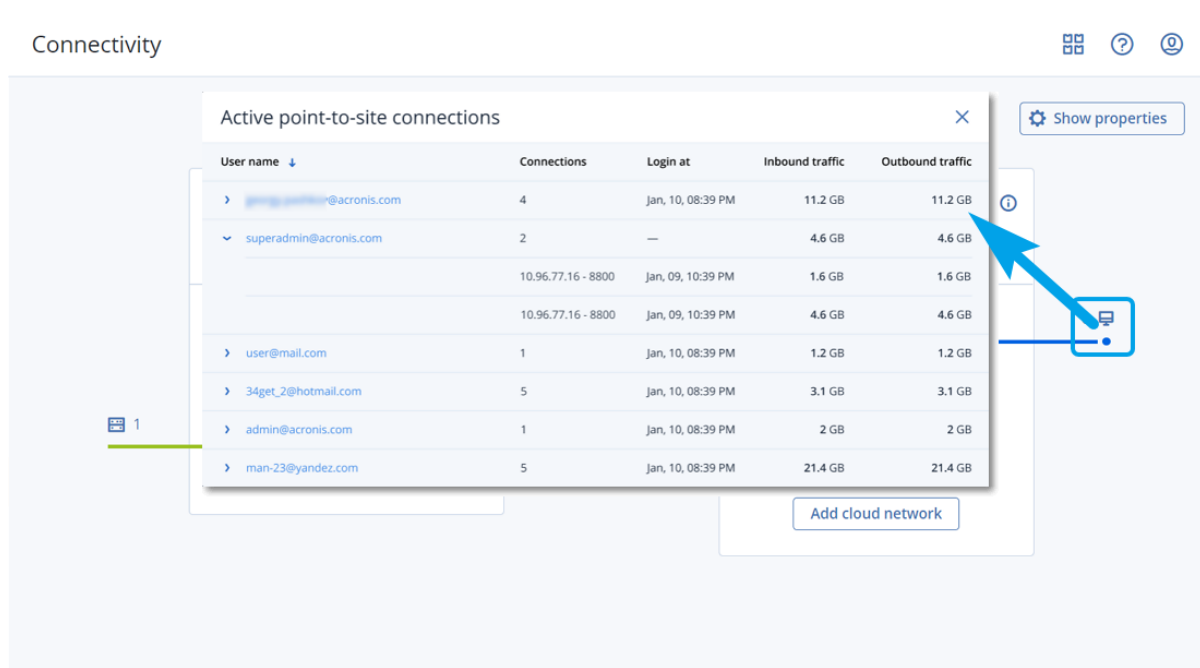 Connectivity
Active point-to-site connections
Show properties
User name Connections Login at Inbound traffic Outbound traffic
@acronis.com 4 Jan, 10, 08:39 PM 11.2 GB 11.2 GB
superadmin@acronis.com 2 — 4.6 GB 4.6 GB
10.96.77.16 - 8800 Jan, 09, 10:39 PM 1.6 GB 1.6 GB
10.96.77.16 - 8800 Jan, 09, 10:39 PM 4.6 GB 4.6 GB
user@mail.com 1 Jan, 10, 08:39 PM 1.2 GB 1.2 GB
34get_2@hotmail.com 5 Jan, 10, 08:39 PM 3.1 GB 3.1 GB
1
admin@acronis.com 1 Jan, 10, 08:39 PM 2 GB 2 GB
man-23@yandez.com 5 Jan, 10, 08:39 PM 21.4 GB 21.4 GB
Add cloud network